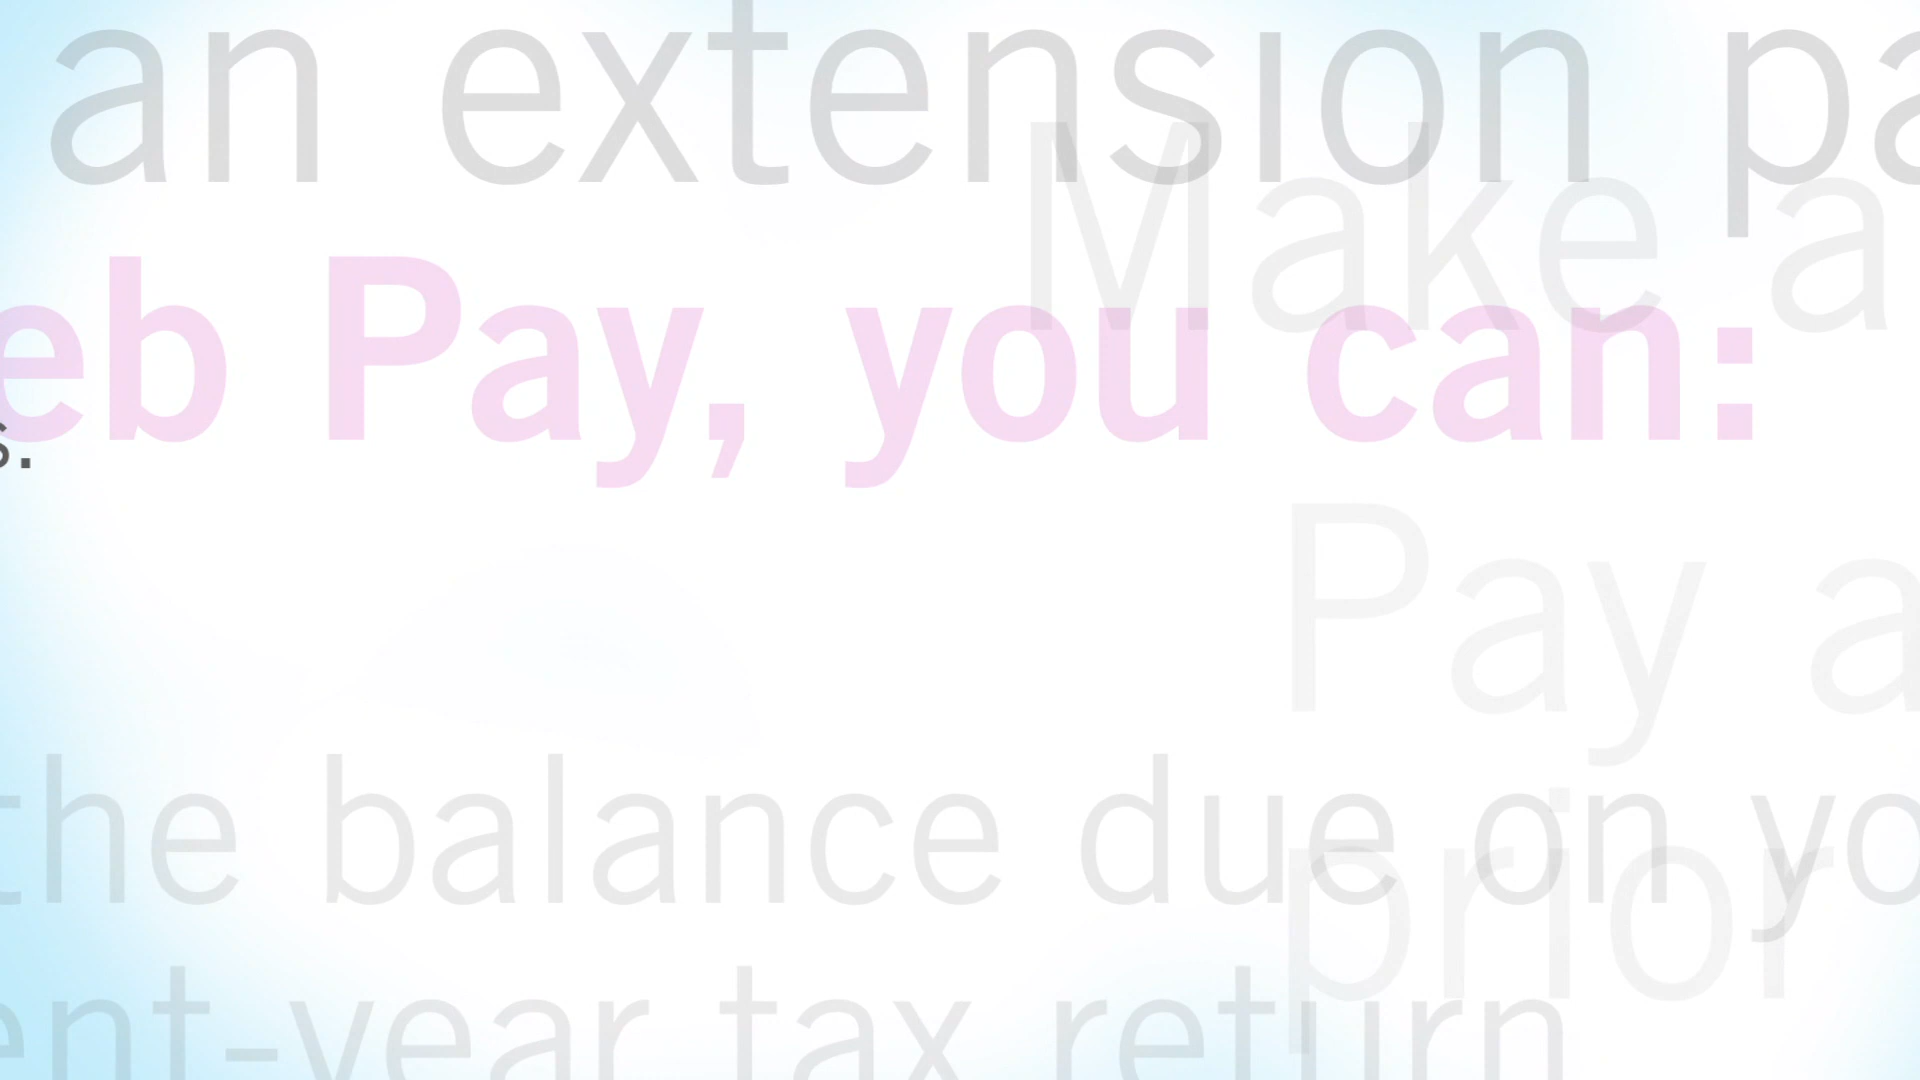 an extension pa
Make a
eb Pay, you can:
s.
Pay a
the balance due on yo
prior
ent-year tax return